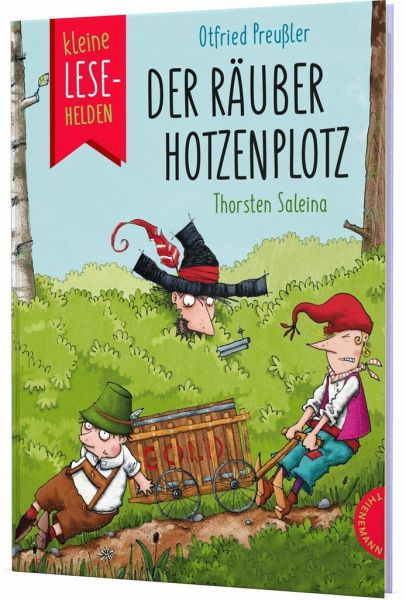 kleine
LESE-
HELDEN
Otfried Preußler
DER RÄUBER
HOTZENPLOTZ
Thorsten Saleina
GOLD
THIENEMANN